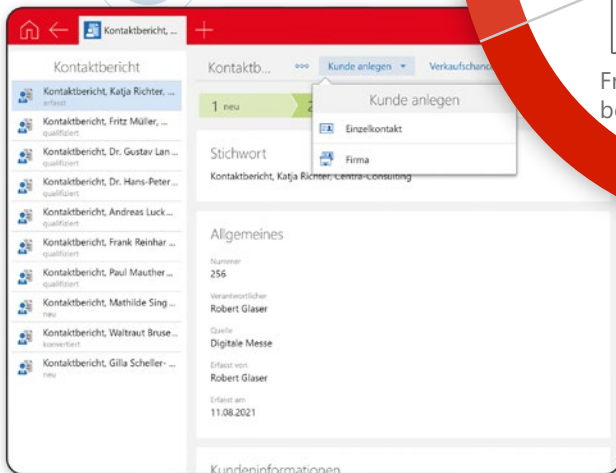 Kontaktbericht, ...
Kontaktbericht
Kontaktbericht, Katja Richter, ...
erfasst
Kontaktbericht, Fritz Müller, ...
qualifiziert
Kontaktbericht, Dr. Gustav Lan ...
qualifiziert
Kontaktbericht, Dr. Hans-Peter ...
qualifiziert
Kontaktbericht, Andreas Luck ...
qualifiziert
Kontaktbericht, Frank Reinhar ...
qualifiziert
Kontaktbericht, Paul Mauther ...
qualifiziert
Kontaktbericht, Mathilde Sing ...
neu
Kontaktbericht, Waltraut Bruse...
konvertiert
Kontaktbericht, Gilla Scheller- ...
neu
Kontaktb... Kunde anlegen Verkaufschanc
1 neu 2
Kunde anlegen
Einzelkontakt
Firma
Stichwort
Kontaktbericht, Katja Richter, Centra-Consulting
Allgemeines
Nummer
256
Verantwortlicher
Robert Glaser
Quelle
Digitale Messe
Erfasst von
Robert Glaser
Erfasst am
11.08.2021
Kundeninformationen
Fr
be